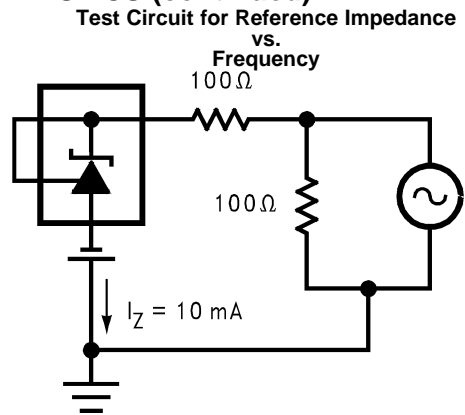 Test Circuit for Reference Impedance
vs.
Frequency
100Ω
100Ω
I_Z = 10 mA